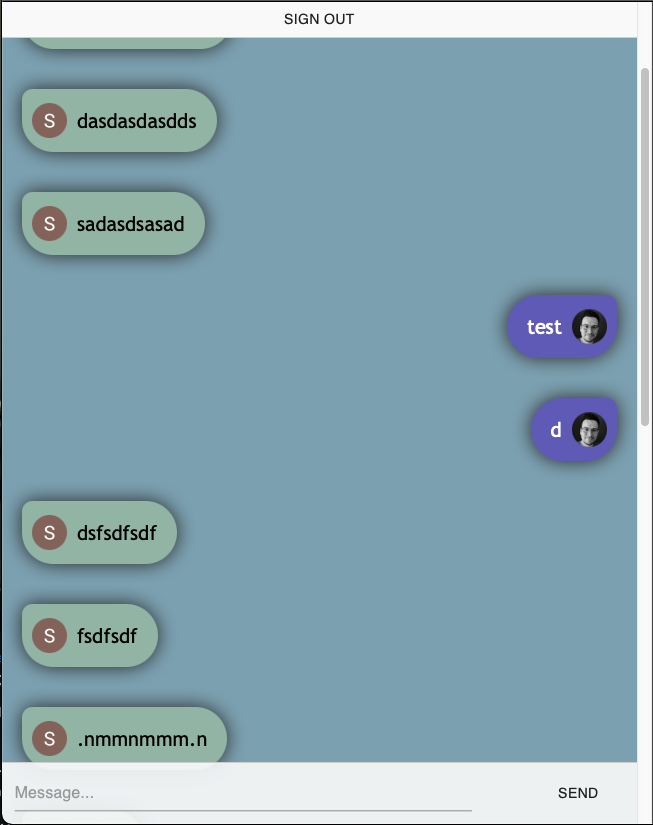 SIGN OUT
S dasdasdasdds
S sadasdsasad
test
d
S dsfsdfsdf
S fsdfsdf
S .nmmnmmm.n
Message...
SEND